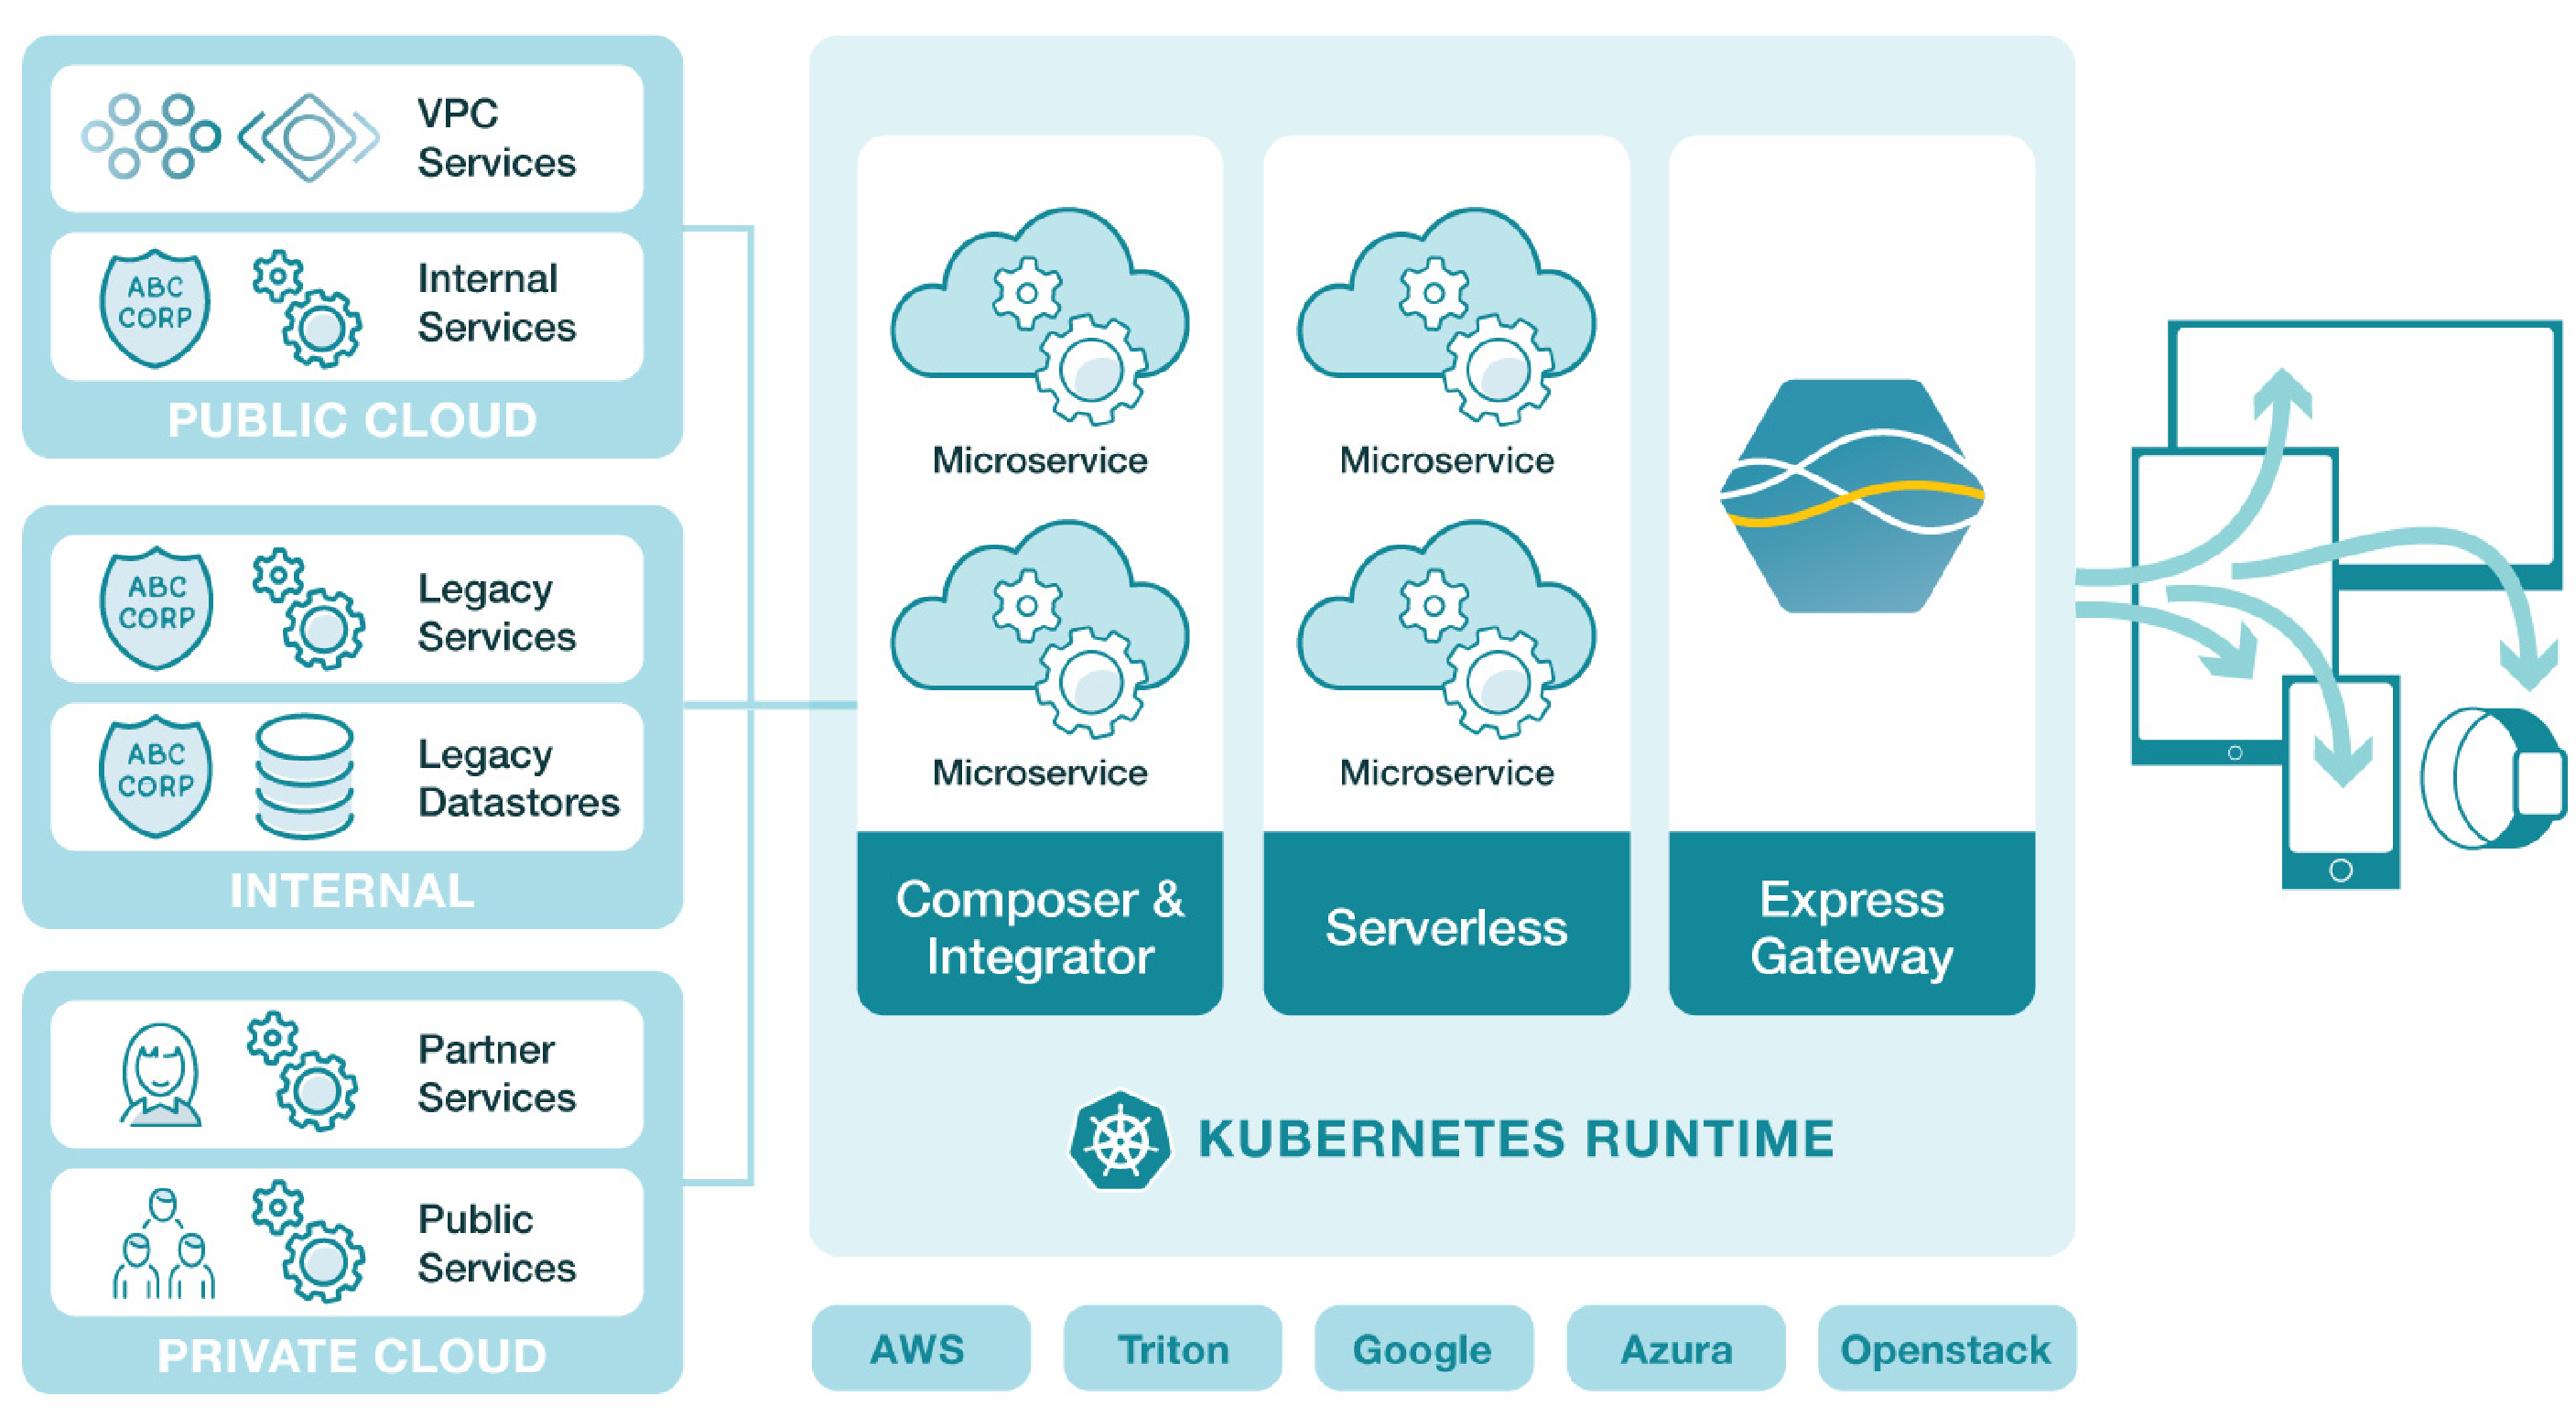 VPC
Services
ABC
CORP
Internal
Services
PUBLIC CLOUD
ABC
CORP
Legacy
Services
ABC
CORP
Legacy
Datastores
INTERNAL
Partner
Services
Public
Services
PRIVATE CLOUD
Microservice
Microservice
Composer &
Integrator
Microservice
Microservice
Serverless
Express
Gateway
KUBERNETES RUNTIME
AWS
Triton
Google
Azura
Openstack